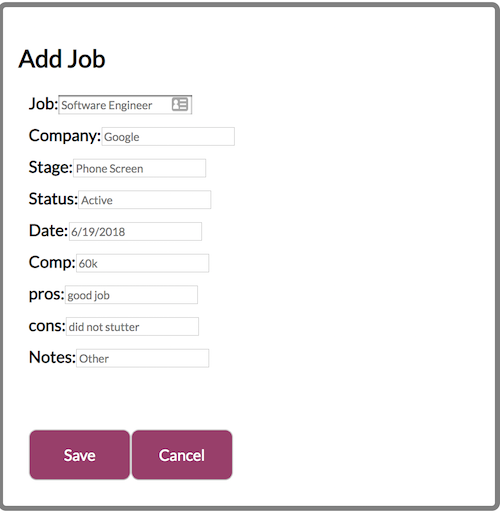 Add Job
Job: Software Engineer
Company: Google
Stage: Phone Screen
Status: Active
Date: 6/19/2018
Comp: 60k
pros: good job
cons: did not stutter
Notes: Other
Save Cancel